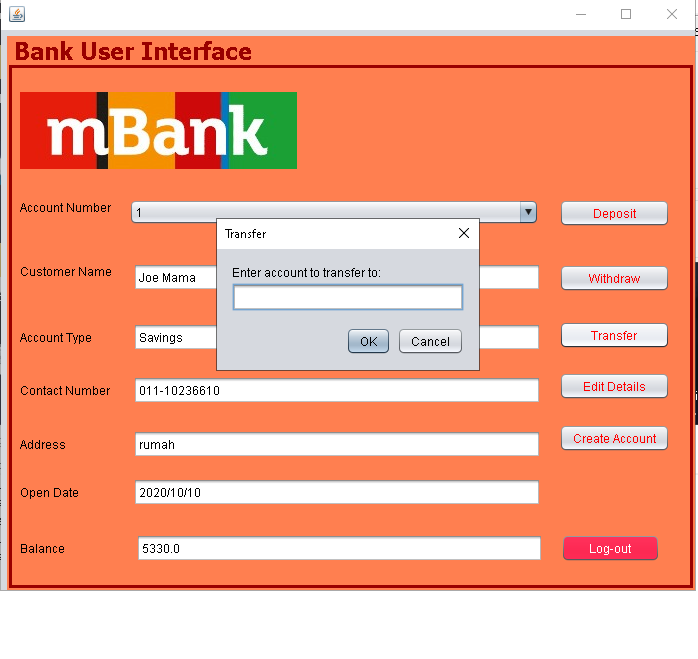 Bank User Interface
mBank
Account Number
1
Deposit
Transfer
Enter account to transfer to:
OK
Cancel
Customer Name
Joe Mama
Withdraw
Account Type
Savings
Transfer
Contact Number
011-10236610
Edit Details
Address
rumah
Create Account
Open Date
2020/10/10
Balance
5330.0
Log-out